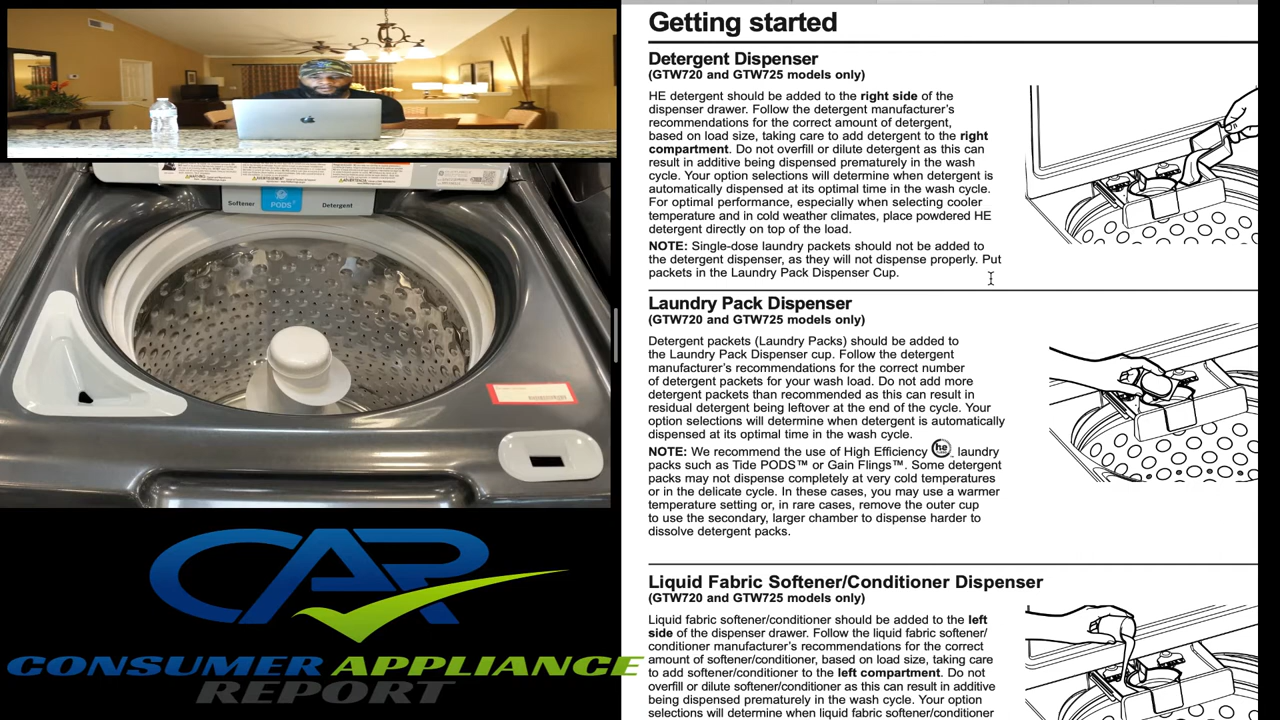 Softener
PODS
Detergent
CAR
CONSUMER APPLIANCE
REPORT
Getting started
Detergent Dispenser
(GTW720 and GTW725 models only)
HE detergent should be added to the right side of the
dispenser drawer. Follow the detergent manufacturer's
recommendations for the correct amount of detergent,
based on load size, taking care to add detergent to the right
compartment. Do not overfill or dilute detergent as this can
result in additive being dispensed prematurely in the wash
cycle. Your option selections will determine when detergent is
automatically dispensed at its optimal time in the wash cycle.
For optimal performance, especially when selecting cooler
temperature and in cold weather climates, place powdered HE
detergent directly on top of the load.
NOTE: Single-dose laundry packets should not be added to
the detergent dispenser, as they will not dispense properly. Put
packets in the Laundry Pack Dispenser Cup.
Laundry Pack Dispenser
(GTW720 and GTW725 models only)
Detergent packets (Laundry Packs) should be added to
the Laundry Pack Dispenser cup. Follow the detergent
manufacturer's recommendations for the correct number
of detergent packets for your wash load. Do not add more
detergent packets than recommended as this can result in
residual detergent being leftover at the end of the cycle. Your
option selections will determine when detergent is automatically
dispensed at its optimal time in the wash cycle.
NOTE: We recommend the use of High Efficiency he laundry
packs such as Tide PODS™ or Gain Flings™. Some detergent
packs may not dispense completely at very cold temperatures
or in the delicate cycle. In these cases, you may use a warmer
temperature setting or, in rare cases, remove the outer cup
to use the secondary, larger chamber to dispense harder to
dissolve detergent packs.
Liquid Fabric Softener/Conditioner Dispenser
(GTW720 and GTW725 models only)
Liquid fabric softener/conditioner should be added to the left
side of the dispenser drawer. Follow the liquid fabric softener/
conditioner manufacturer's recommendations for the correct
amount of softener/conditioner, based on load size, taking care
to add softener/conditioner to the left compartment. Do not
overfill or dilute softener/conditioner as this can result in additive
being dispensed prematurely in the wash cycle. Your option
selections will determine when liquid fabric softener/conditioner